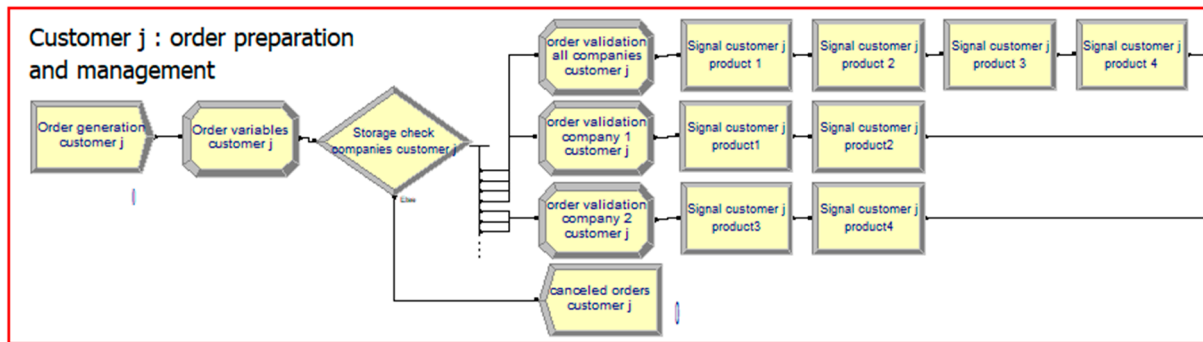 Customer j : order preparation
and management
Order generation
customer j
Order variables
customer j
Storage check
companies customer j
Else
order validation
all companies
customer j
Signal customer j
product 1
Signal customer j
product 2
Signal customer j
product 3
Signal customer j
product 4
order validation
company 1
customer j
Signal customer j
product1
Signal customer j
product2
order validation
company 2
customer j
Signal customer j
product3
Signal customer j
product4
canceled orders
customer j